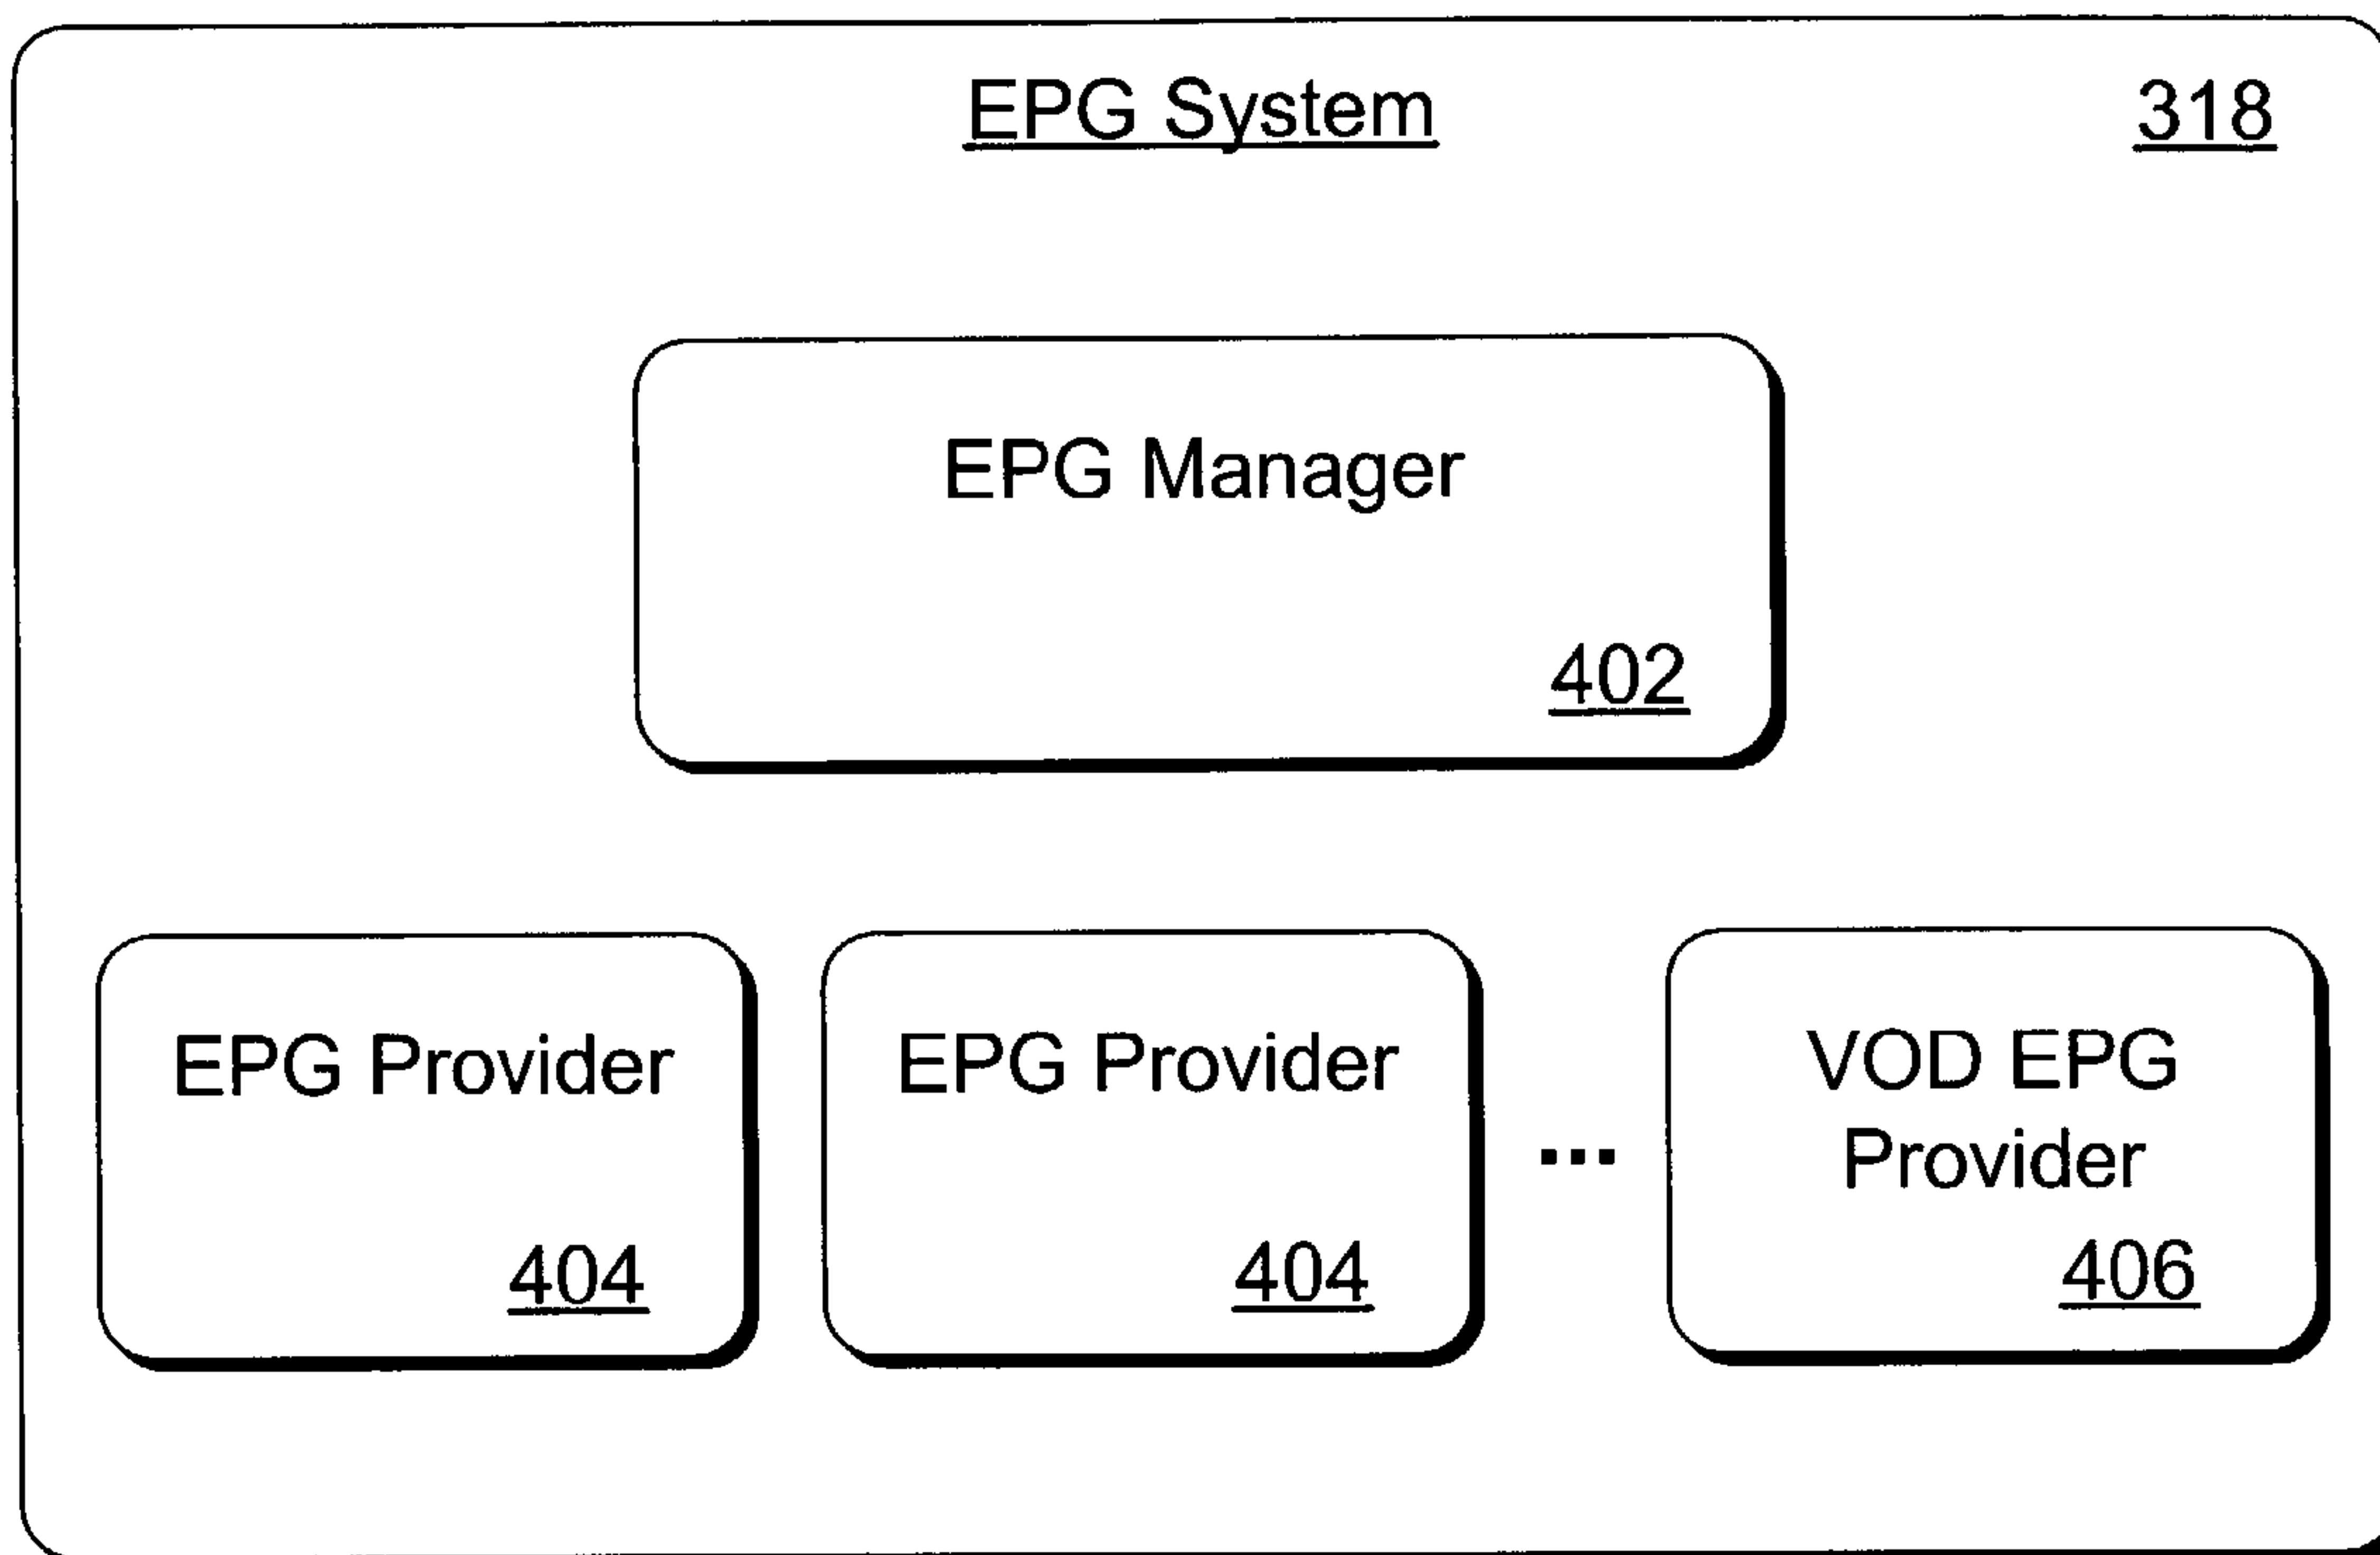 EPG System
318
EPG Manager
402
EPG Provider
404
EPG Provider
404
...
VOD EPG
Provider
406